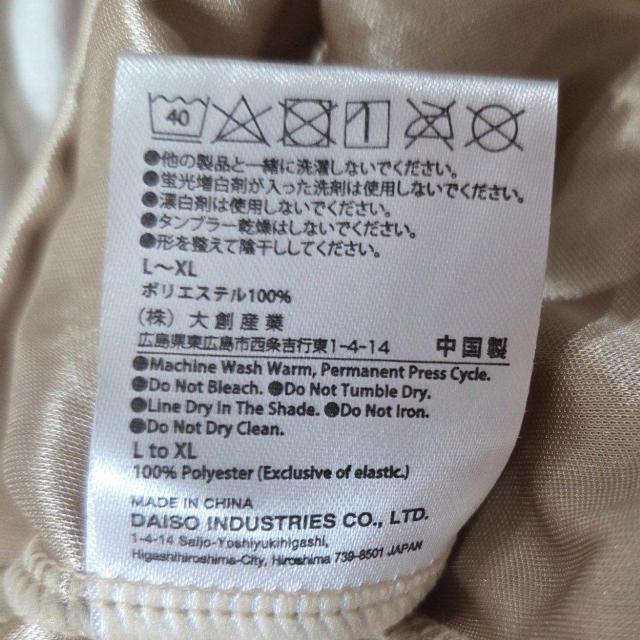 40
●他の製品と一緒に洗濯しないでください。
●蛍光増白剤が入った洗剤は使用しないでください。
●漂白剤は使用しないでください。
●タンブラー乾燥はしないでください。
●形を整えて陰干ししてください。
L～XL
ポリエステル100%
(株) 大創産業
広島県東広島市西条吉行東1-4-14 中国製
●Machine Wash Warm, Permanent Press Cycle.
●Do Not Bleach. ●Do Not Tumble Dry.
●Line Dry In The Shade. ●Do Not Iron.
●Do Not Dry Clean.
L to XL
100% Polyester (Exclusive of elastic.)
MADE IN CHINA
DAISO INDUSTRIES CO., LTD.
1-4-14 Saijo-Yoshiyukihigashi,
Higashihiroshima-City, Hiroshima 739-8501 JAPAN